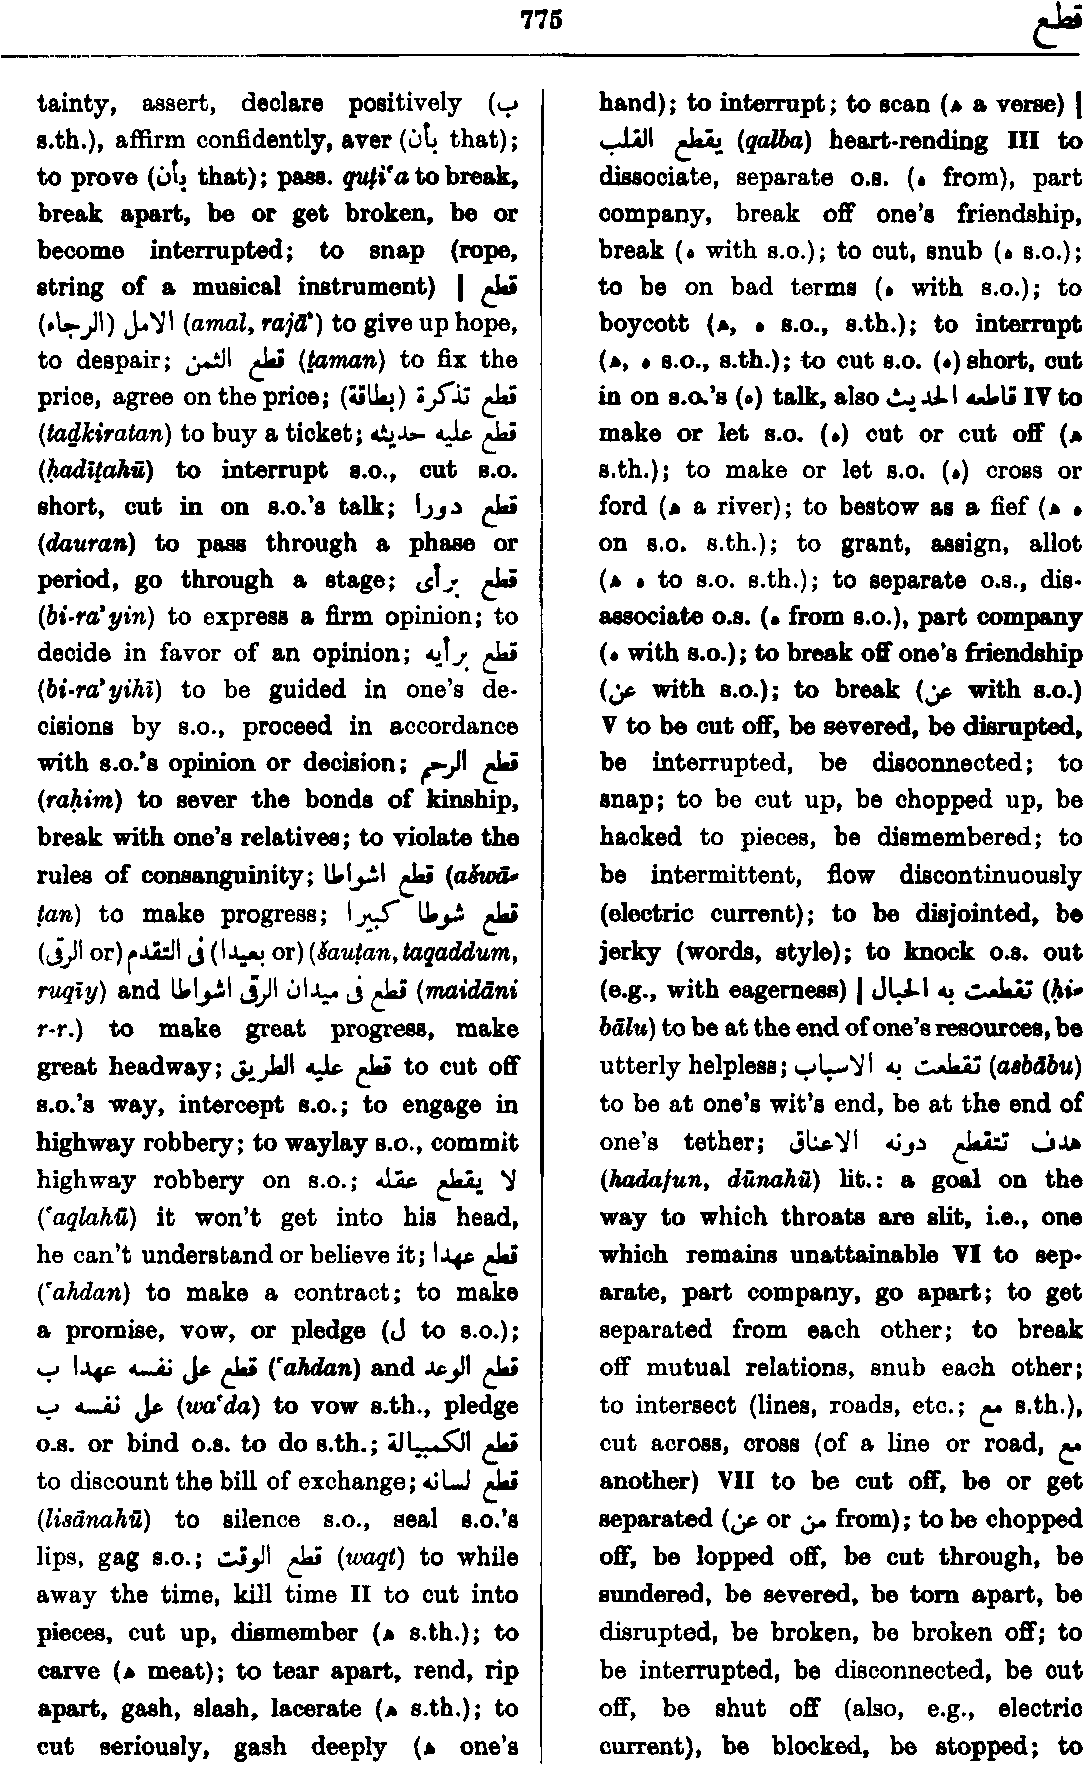 775
قطع
tainty, assert, declare positively (ب
s.th.), affirm confidently, aver (بأن that);
to prove (بأن that); pass. quṭi‘a to break,
break apart, be or get broken, be or
become interrupted; to snap (rope,
string of a musical instrument) | قطع
الامل (الرجاء) (amal, rajā’) to give up hope,
to despair; قطع الثمن (ṯaman) to fix the
price, agree on the price; قطع تذكرة (بطاقة)
(taḏkiratan) to buy a ticket; قطع عليه حديثه
(ḥadīṯahū) to interrupt s.o., cut s.o.
short, cut in on s.o.’s talk; قطع دورا
(dauran) to pass through a phase or
period, go through a stage; قطع برأى
(bi-ra’yin) to express a firm opinion; to
decide in favor of an opinion; قطع برأيه
(bi-ra’yihī) to be guided in one’s de-
cisions by s.o., proceed in accordance
with s.o.’s opinion or decision; قطع الرحم
(raḥim) to sever the bonds of kinship,
break with one’s relatives; to violate the
rules of consanguinity; قطع اشواطا (ašwā-
ṭan) to make progress; قطع شوطا كبيرا
(or بعيدا) فى التقدم (or الرقى) (šauṭan, taqaddum,
ruqīy) and قطع فى ميدان الرقى اشواطا (maidāni
r-r.) to make great progress, make
great headway; قطع عليه الطريق to cut off
s.o.’s way, intercept s.o.; to engage in
highway robbery; to waylay s.o., commit
highway robbery on s.o.; لا يقطع عقله
(‘aqlahū) it won’t get into his head,
he can’t understand or believe it; قطع عهدا
(‘ahdan) to make a contract; to make
a promise, vow, or pledge (ل to s.o.);
قطع على نفسه عهدا ب (‘ahdan) and قطع الوعد
على نفسه ب (wa‘da) to vow s.th., pledge
o.s. or bind o.s. to do s.th.; قطع الكمبيالة
to discount the bill of exchange; قطع لسانه
(lisānahū) to silence s.o., seal s.o.’s
lips, gag s.o.; قطع الوقت (waqt) to while
away the time, kill time II to cut into
pieces, cut up, dismember (ﻫ s.th.); to
carve (ﻫ meat); to tear apart, rend, rip
apart, gash, slash, lacerate (ﻫ s.th.); to
cut seriously, gash deeply (ﻫ one’s
hand); to interrupt; to scan (ﻫ a verse) |
يقطع القلب (qalba) heart-rending III to
dissociate, separate o.s. (ه from), part
company, break off one’s friendship,
break (ه with s.o.); to cut, snub (ه s.o.);
to be on bad terms (ه with s.o.); to
boycott (ﻫ, ه s.o., s.th.); to interrupt
(ﻫ, ه s.o., s.th.); to cut s.o. (ه) short, cut
in on s.o.’s (ه) talk, also قاطعه الحديث IV to
make or let s.o. (ه) cut or cut off (ﻫ
s.th.); to make or let s.o. (ه) cross or
ford (ﻫ a river); to bestow as a fief (ﻫ ه
on s.o. s.th.); to grant, assign, allot
(ﻫ ه to s.o. s.th.); to separate o.s., dis-
associate o.s. (ه from s.o.), part company
(ه with s.o.); to break off one’s friendship
(عن with s.o.); to break (عن with s.o.)
V to be cut off, be severed, be disrupted,
be interrupted, be disconnected; to
snap; to be cut up, be chopped up, be
hacked to pieces, be dismembered; to
be intermittent, flow discontinuously
(electric current); to be disjointed, be
jerky (words, style); to knock o.s. out
(e.g., with eagerness) | تقطعت به الحبال (ḥi-
bālu) to be at the end of one’s resources, be
utterly helpless; تقطعت به الاسباب (asbābu)
to be at one’s wit’s end, be at the end of
one’s tether; هدف تتقطع دونه الاعناق
(hadafun, dūnahū) lit.: a goal on the
way to which throats are slit, i.e., one
which remains unattainable VI to sep-
arate, part company, go apart; to get
separated from each other; to break
off mutual relations, snub each other;
to intersect (lines, roads, etc.; مع s.th.),
cut across, cross (of a line or road, مع
another) VII to be cut off, be or get
separated (عن or من from); to be chopped
off, be lopped off, be cut through, be
sundered, be severed, be torn apart, be
disrupted, be broken, be broken off; to
be interrupted, be disconnected, be cut
off, be shut off (also, e.g., electric
current), be blocked, be stopped; to